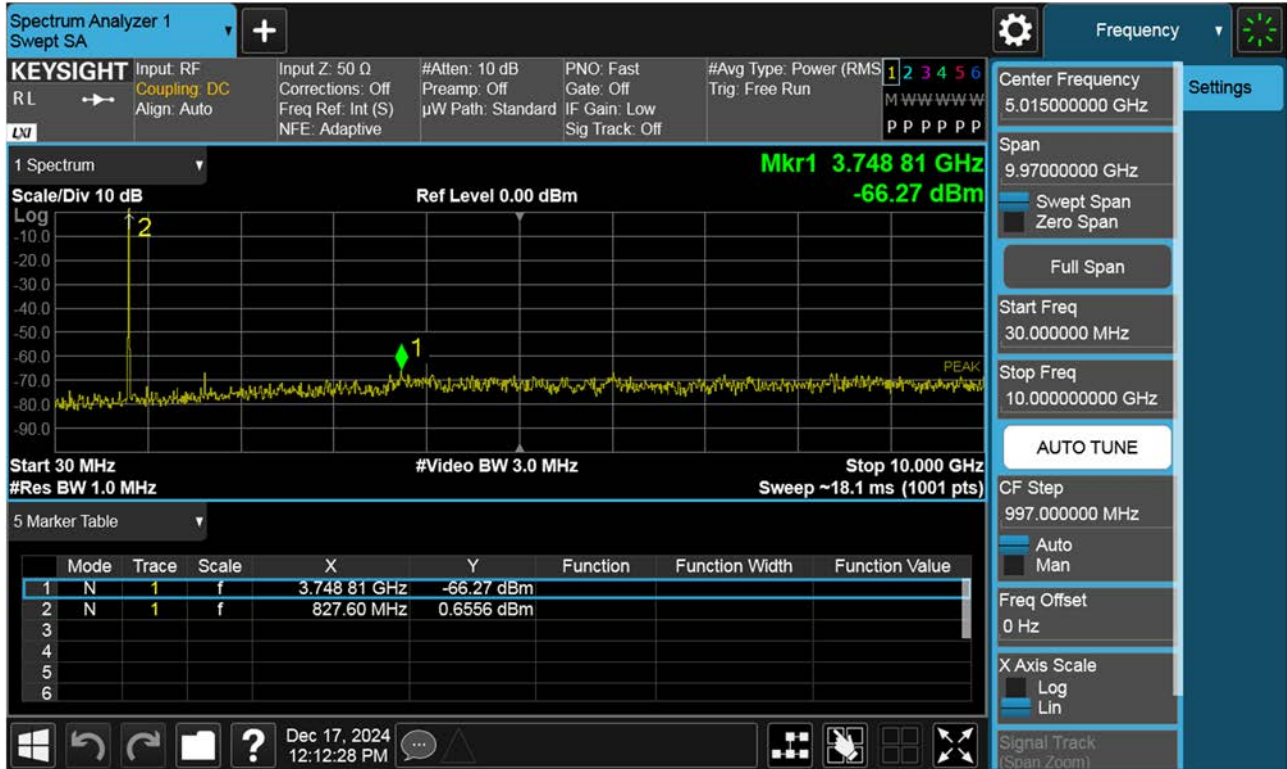 Spectrum Analyzer 1
Swept SA
+
Frequency
KEYSIGHT
RL
LXI
Input: RF
Coupling: DC
Align: Auto
Input Z: 50 Ω
Corrections: Off
Freq Ref: Int (S)
NFE: Adaptive
#Atten: 10 dB
Preamp: Off
µW Path: Standard
PNO: Fast
Gate: Off
IF Gain: Low
Sig Track: Off
#Avg Type: Power (RMS
Trig: Free Run
1 2 3 4 5 6
M W W W W W
P P P P P P
1 Spectrum
Mkr1 3.748 81 GHz
-66.27 dBm
Scale/Div 10 dB
Ref Level 0.00 dBm
Log
-10.0
-20.0
-30.0
-40.0
-50.0
-60.0
-70.0
-80.0
-90.0
2
1
PEAK
Start 30 MHz
#Video BW 3.0 MHz
Stop 10.000 GHz
#Res BW 1.0 MHz
Sweep ~18.1 ms (1001 pts)
5 Marker Table
Mode Trace Scale X Y Function Function Width Function Value
1 N 1 f 3.748 81 GHz -66.27 dBm
2 N 1 f 827.60 MHz 0.6556 dBm
3
4
5
6
?
Dec 17, 2024
12:12:28 PM
Center Frequency
5.015000000 GHz
Settings
Span
9.97000000 GHz
Swept Span
Zero Span
Full Span
Start Freq
30.000000 MHz
Stop Freq
10.000000000 GHz
AUTO TUNE
CF Step
997.000000 MHz
Auto
Man
Freq Offset
0 Hz
X Axis Scale
Log
Lin
Signal Track
(Span Zoom)